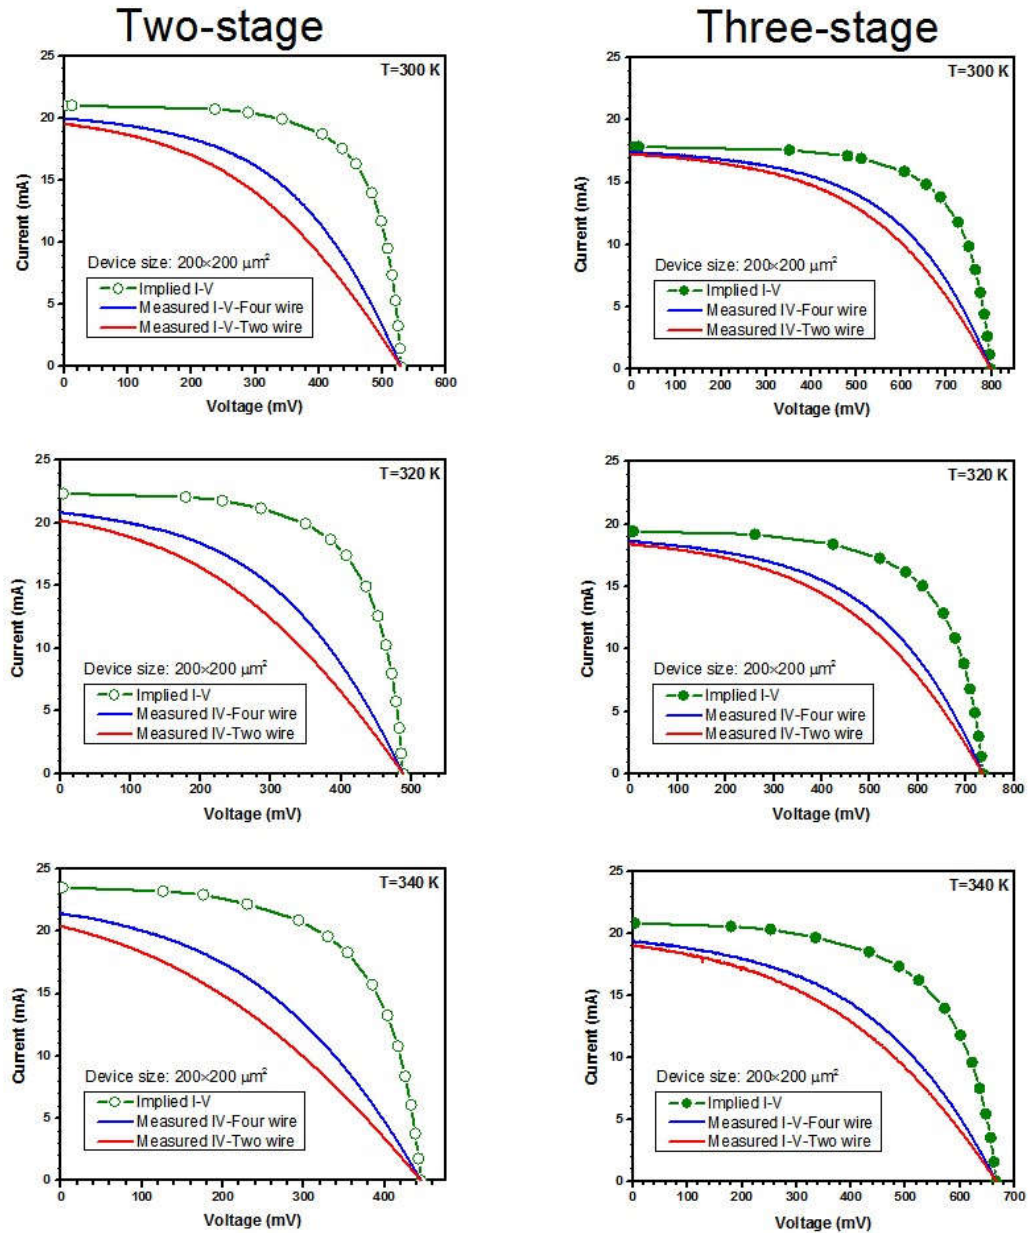 Two-stage
Three-stage
T=300 K
Current (mA)
25
20
15
10
5
0
Device size: 200×200 μm²
Implied I-V
Measured I-V-Four wire
Measured I-V-Two wire
0 100 200 300 400 500 600
Voltage (mV)
T=300 K
Current (mA)
25
20
15
10
5
0
Device size: 200×200 μm²
Implied I-V
Measured IV-Four wire
Measured IV-Two wire
0 100 200 300 400 500 600 700 800
Voltage (mV)
T=320 K
Current (mA)
25
20
15
10
5
0
Device size: 200×200 μm²
Implied I-V
Measured IV-Four wire
Measured IV-Two wire
0 100 200 300 400 500
Voltage (mV)
T=320 K
Current (mA)
25
20
15
10
5
0
Device size: 200×200 μm²
Implied I-V
Measured IV-Four wire
Measured IV-Two wire
0 100 200 300 400 500 600 700 800
Voltage (mV)
T=340 K
Current (mA)
25
20
15
10
5
0
Device size: 200×200 μm²
Implied I-V
Measured IV-Four wire
Measured IV-Two wire
0 100 200 300 400
Voltage (mV)
T=340 K
Current (mA)
25
20
15
10
5
0
Device size: 200×200 μm²
Implied I-V
Measured I-V-Four wire
Measured I-V-Two wire
0 100 200 300 400 500 600 700
Voltage (mV)